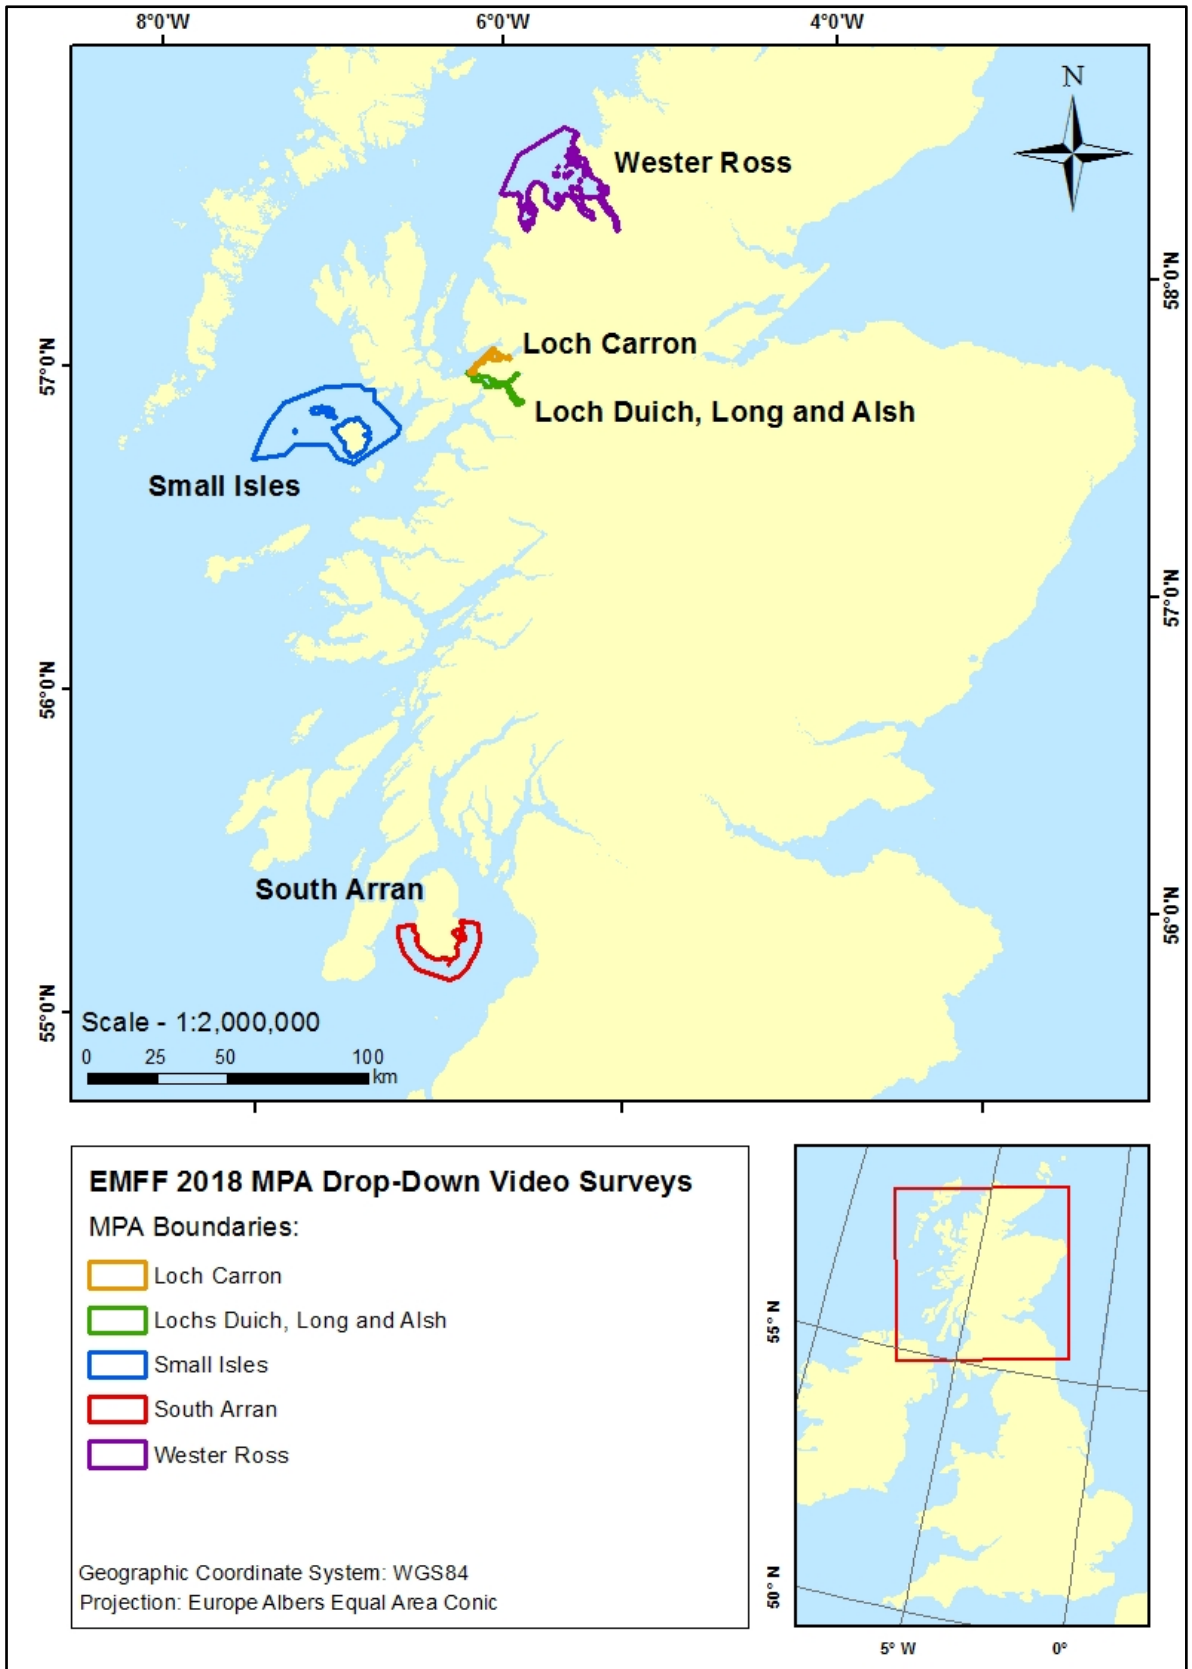 8°0'W 6°0'W 4°0'W
N
Wester Ross
58°0'N
Loch Carron
57°0'N
Loch Duich, Long and Alsh
Small Isles
57°0'N
56°0'N
South Arran
56°0'N
55°0'N
Scale - 1:2,000,000
0 25 50 100
km
EMFF 2018 MPA Drop-Down Video Surveys
MPA Boundaries:
Loch Carron
Lochs Duich, Long and Alsh
Small Isles
South Arran
Wester Ross
Geographic Coordinate System: WGS84
Projection: Europe Albers Equal Area Conic
55° N
50° N
5° W 0°